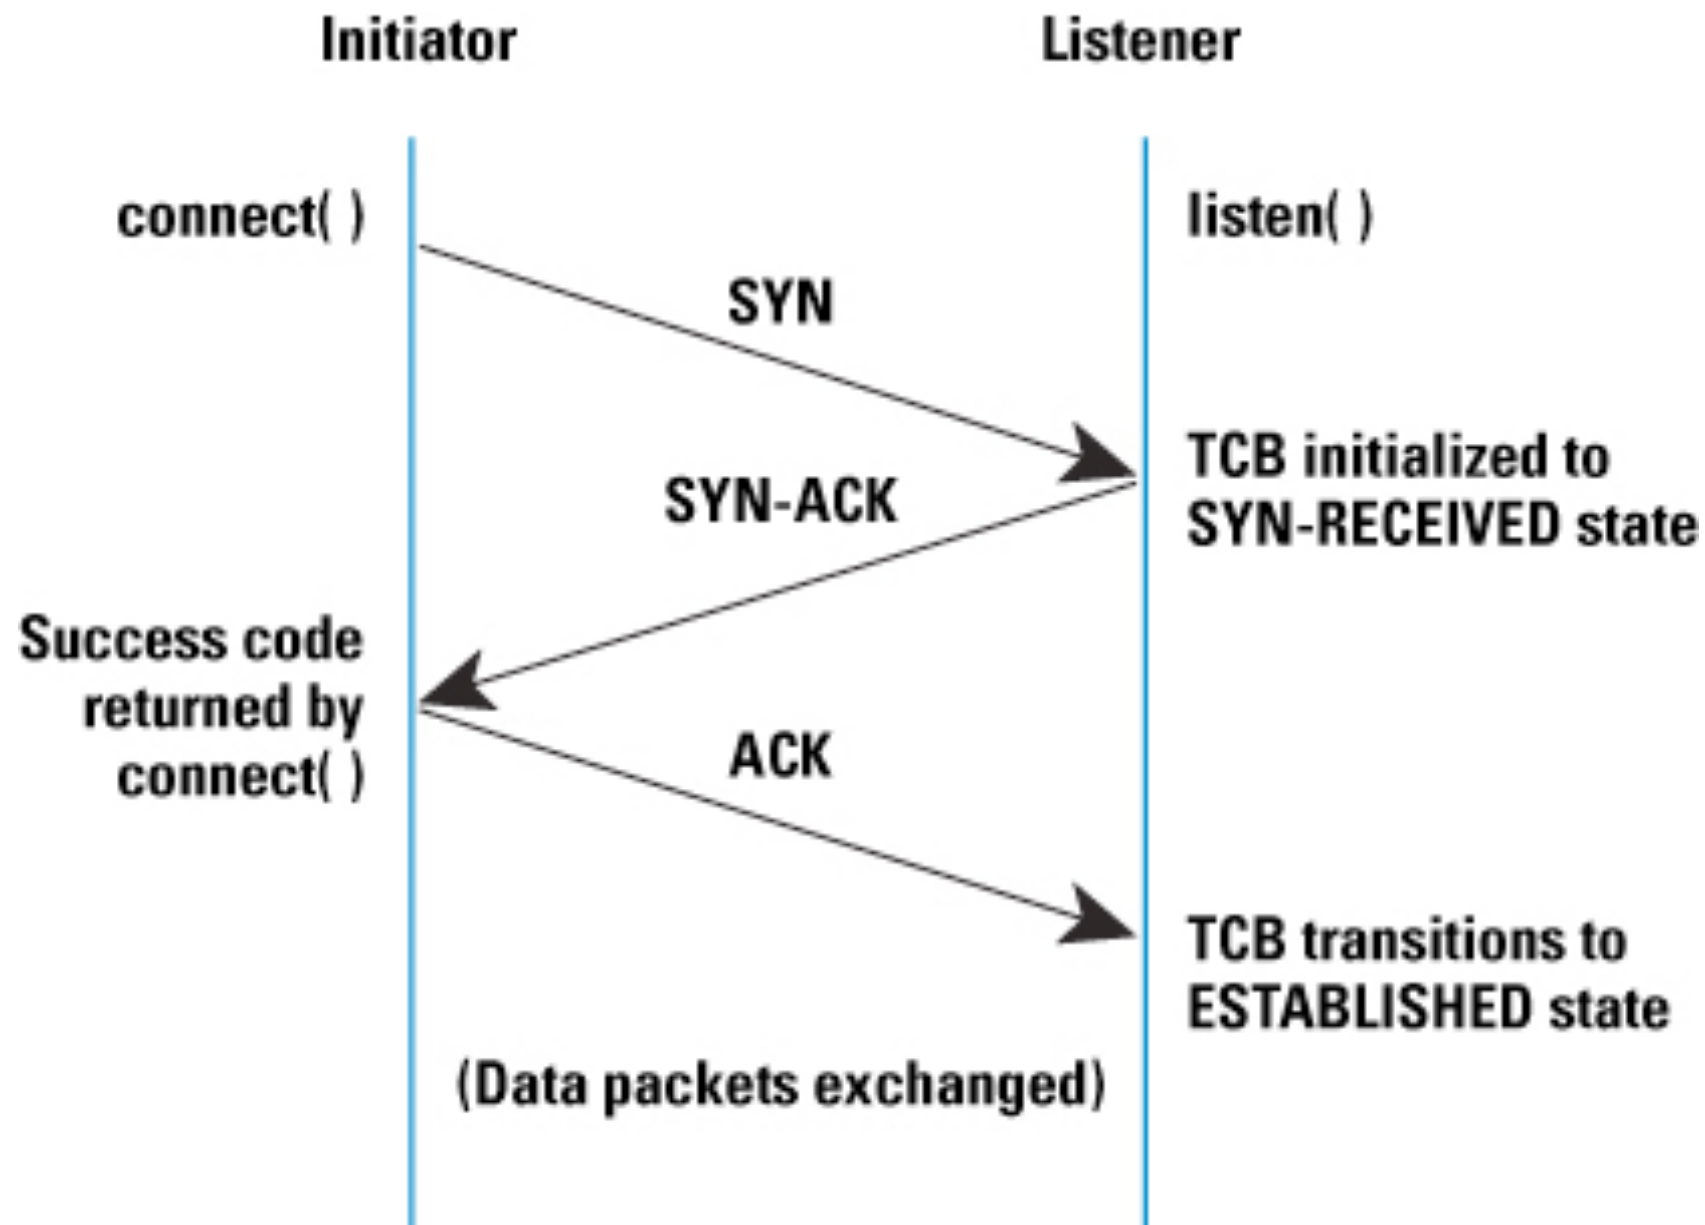 Initiator
Listener
connect( )
listen( )
SYN
TCB initialized to
SYN-RECEIVED state
SYN-ACK
Success code
returned by
connect( )
ACK
TCB transitions to
ESTABLISHED state
(Data packets exchanged)